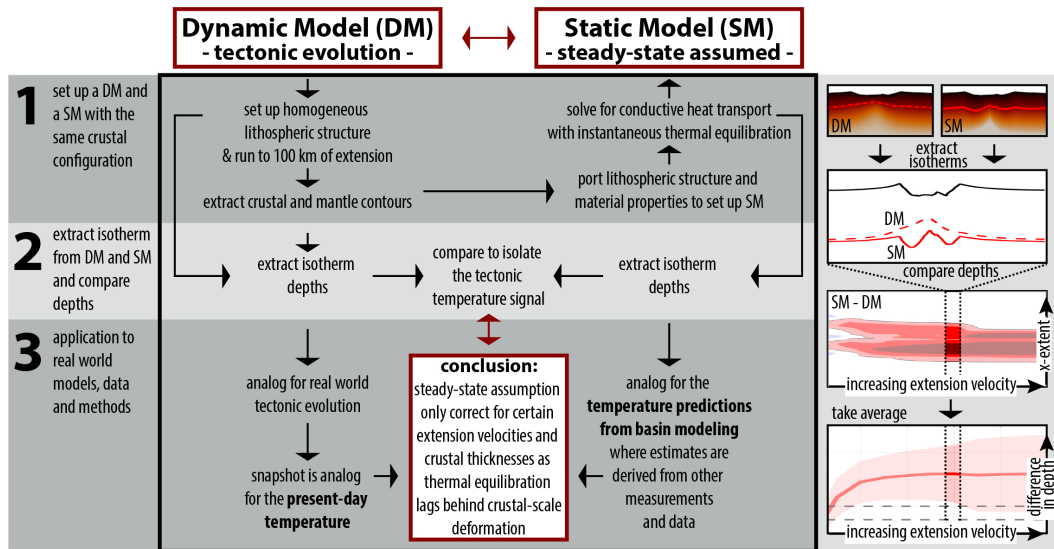 Dynamic Model (DM)
- tectonic evolution -
Static Model (SM)
- steady-state assumed -
1
set up a DM and
a SM with the
same crustal
configuration
set up homogeneous
lithospheric structure
& run to 100 km of extension
extract crustal and mantle contours
solve for conductive heat transport
with instantaneous thermal equilibration
port lithospheric structure and
material properties to set up SM
2
extract isotherm
from DM and SM
and compare
depths
extract isotherm
depths
compare to isolate
the tectonic
temperature signal
extract isotherm
depths
3
application to
real world
models, data
and methods
analog for real world
tectonic evolution
snapshot is analog
for the present-day
temperature
conclusion:
steady-state assumption
only correct for certain
extension velocities and
crustal thicknesses as
thermal equilibration
lags behind crustal-scale
deformation
analog for the
temperature predictions
from basin modeling
where estimates are
derived from other
measurements
and data
DM
SM
extract
isotherms
DM
SM
compare depths
SM - DM
x-extent
increasing extension velocity
take average
difference
in depth
increasing extension velocity